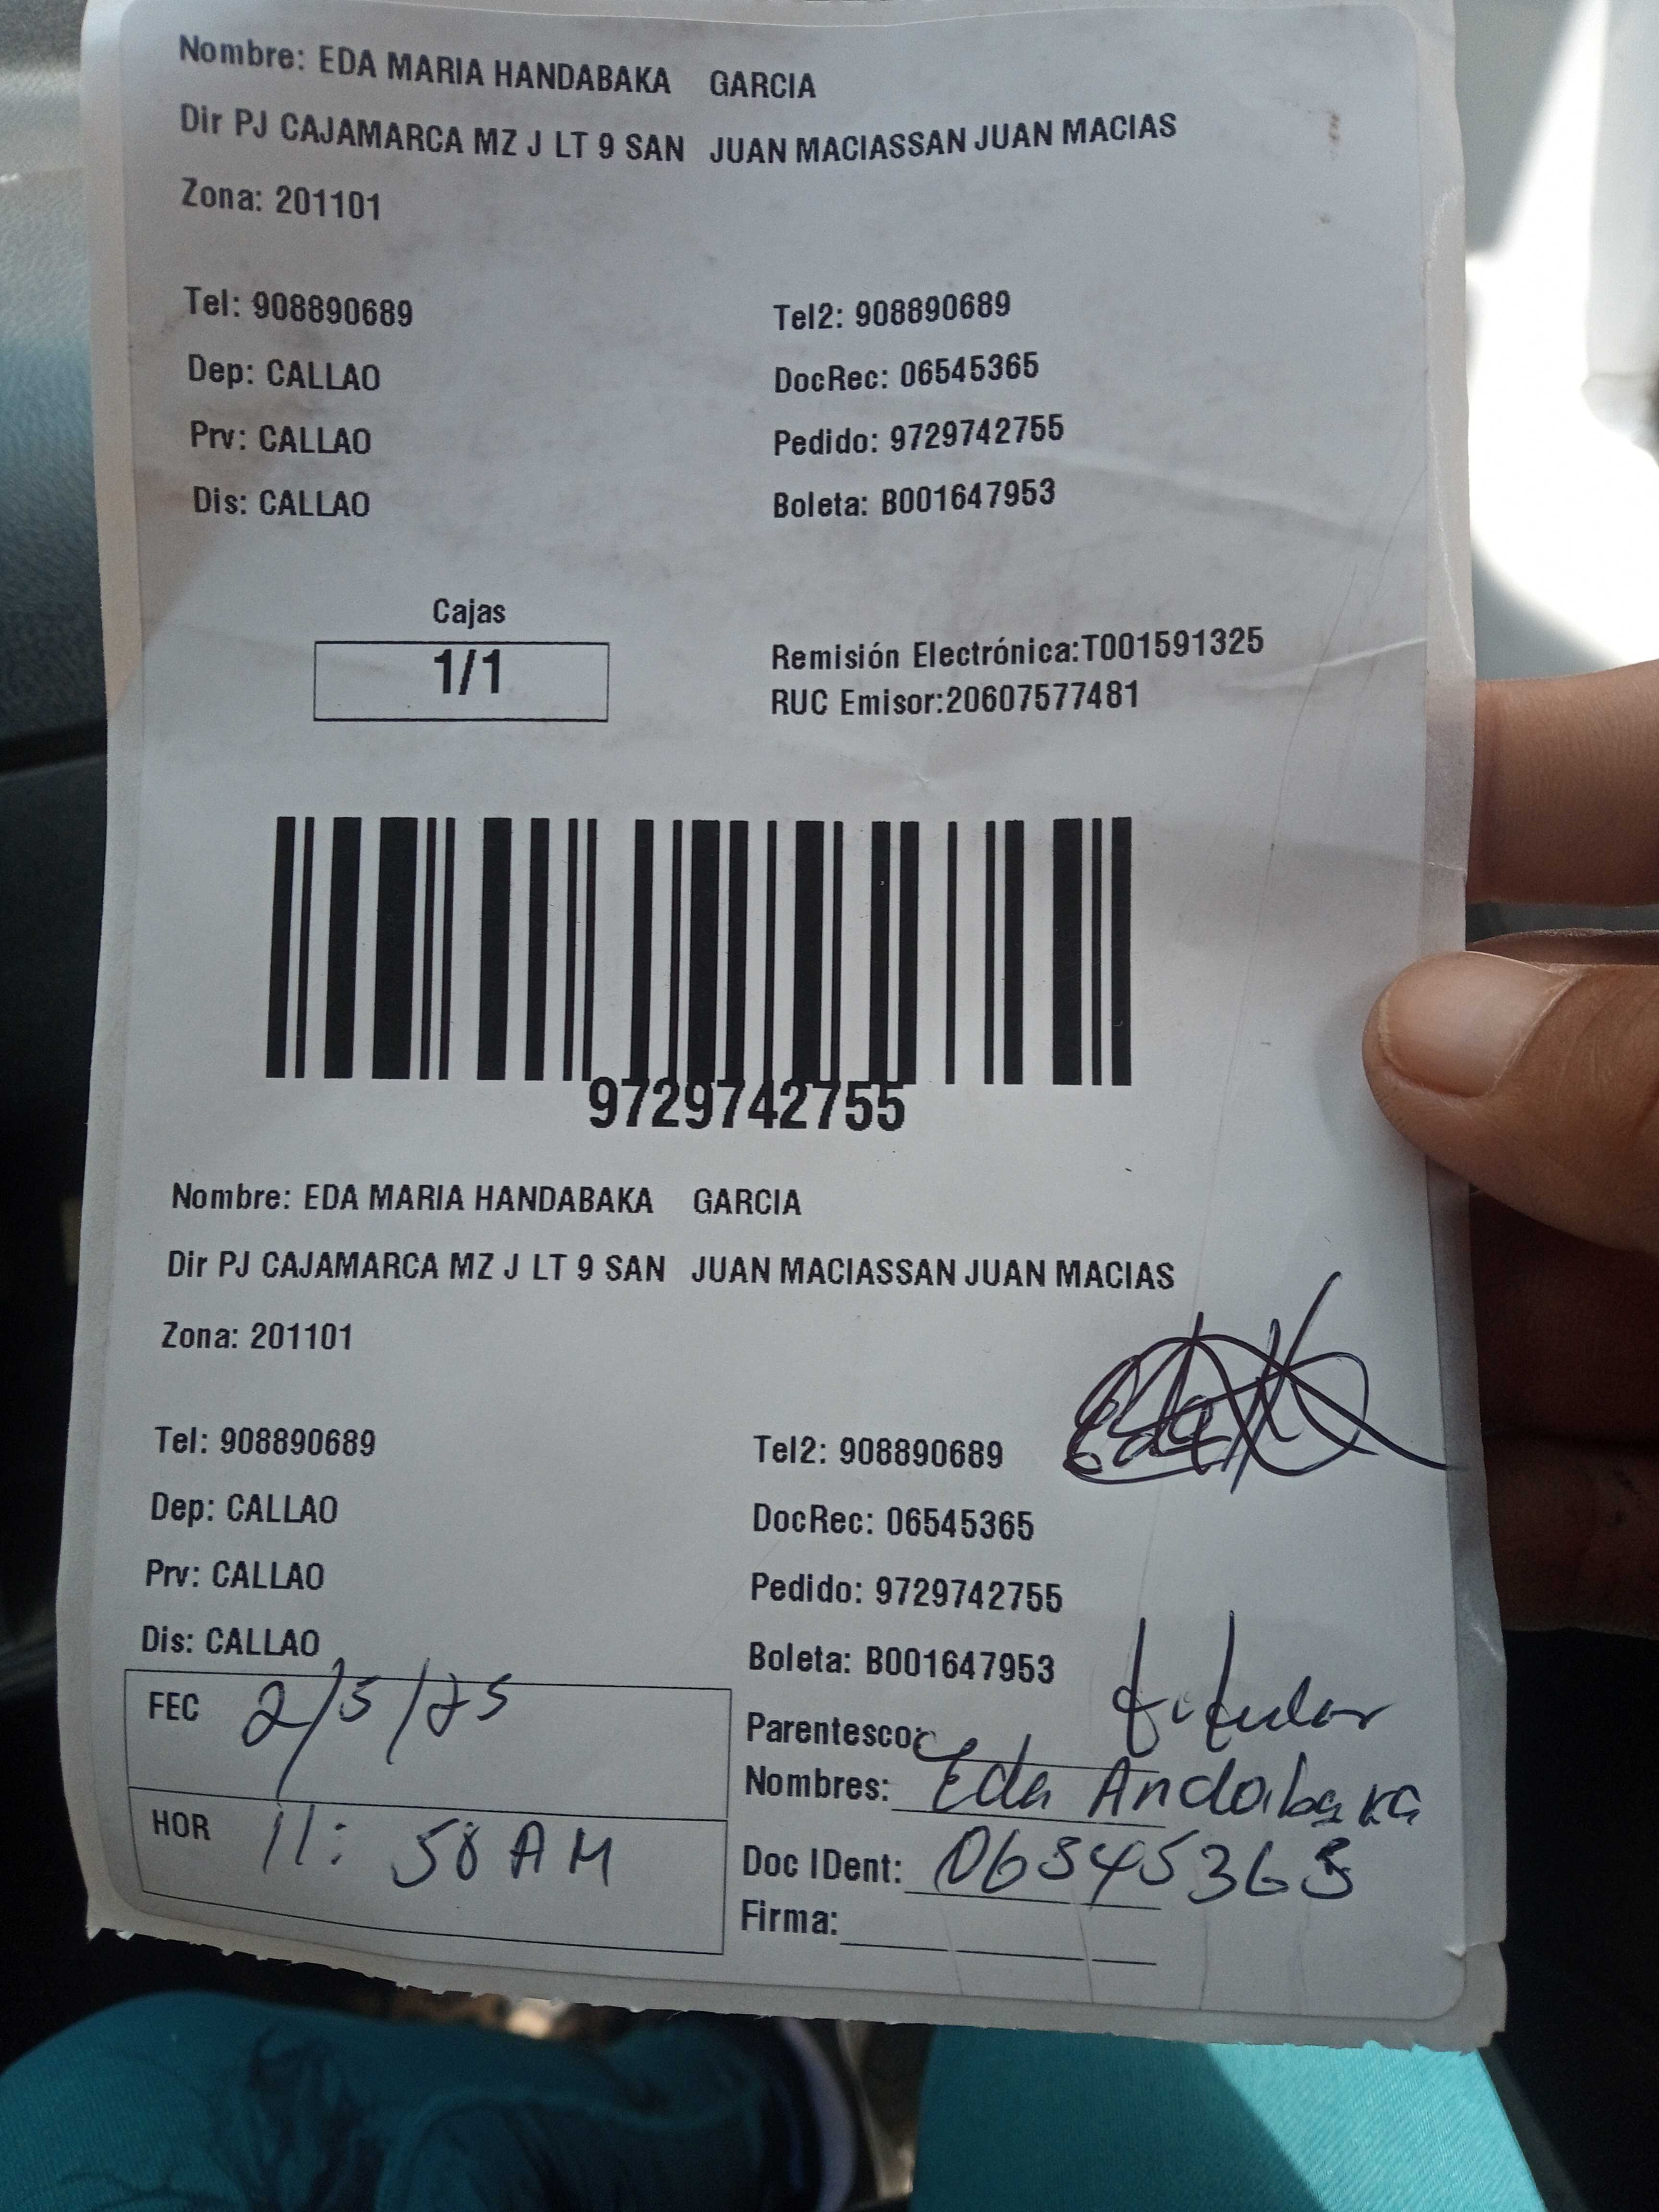 Nombre: EDA MARIA HANDABAKA GARCIA
Dir PJ CAJAMARCA MZ J LT 9 SAN JUAN MACIASSAN JUAN MACIAS
Zona: 201101
Tel: 908890689 Tel2: 908890689
Dep: CALLAO DocRec: 06545365
Prv: CALLAO Pedido: 9729742755
Dis: CALLAO Boleta: B001647953
Cajas
1/1
Remisión Electrónica:T001591325
RUC Emisor:20607577481
9729742755
Nombre: EDA MARIA HANDABAKA GARCIA
Dir PJ CAJAMARCA MZ J LT 9 SAN JUAN MACIASSAN JUAN MACIAS
Zona: 201101
Tel: 908890689 Tel2: 908890689
Dep: CALLAO DocRec: 06545365
Prv: CALLAO Pedido: 9729742755
Dis: CALLAO Boleta: B001647953
FEC 2/5/25
Parentesco: titular
Nombres: Eda Andabaka
HOR 11:58 AM
Doc IDent: 06545365
Firma: